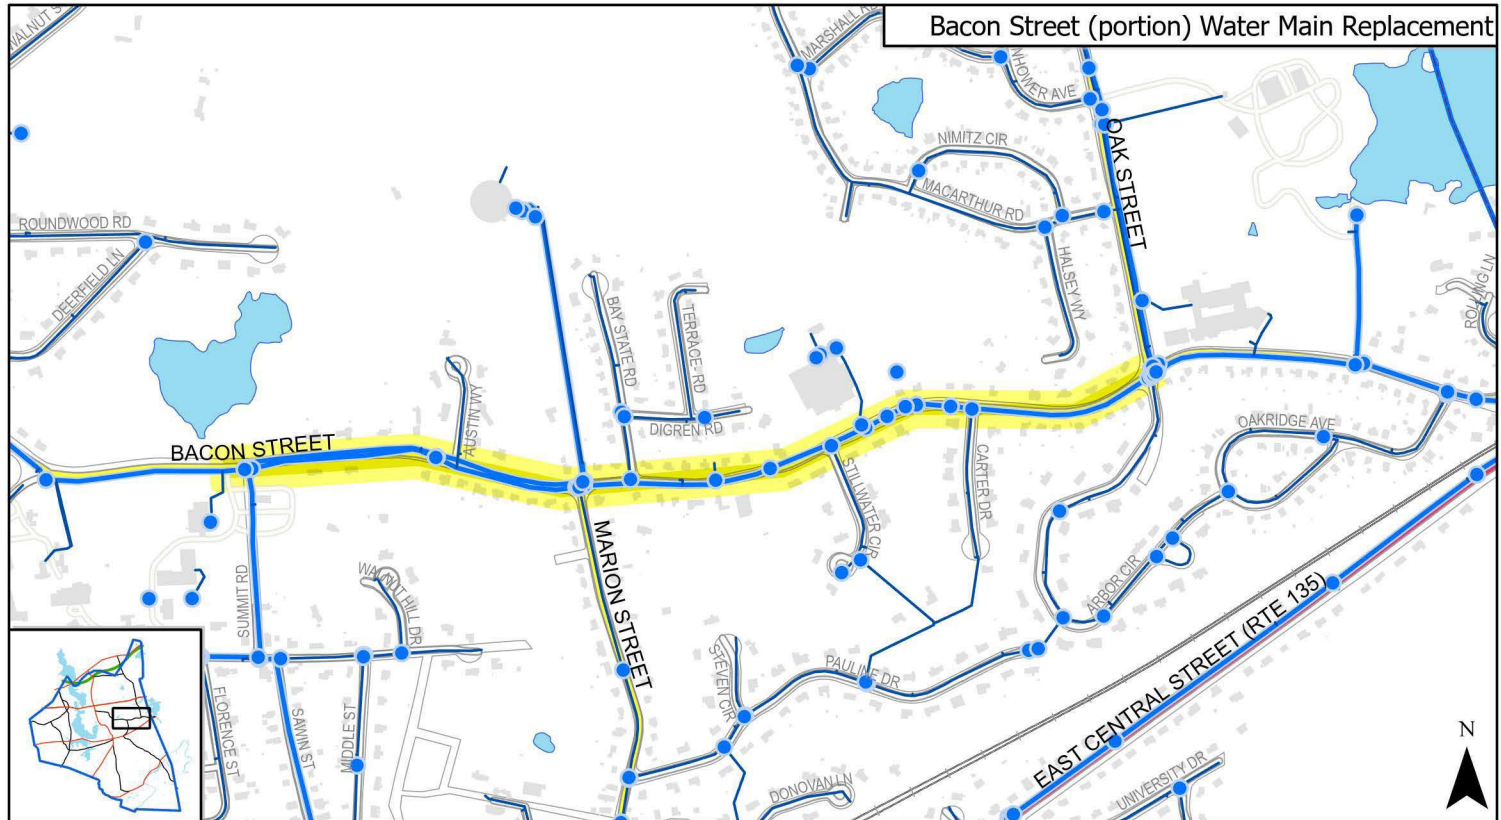 Bacon Street (portion) Water Main Replacement
WALNUT S
MARSHALL RD
NHOWER AVE
OAK STREET
NIMITZ CIR
MACARTHUR RD
HALSEY WY
ROUNDWOOD RD
DEERFIELD LN
ROLLING LN
BAY STATE RD
TERRACE RD
DIGREN RD
AUSTIN WY
BACON STREET
OAKRIDGE AVE
STILLWATER CIR
CARTER DR
MARION STREET
WALNUT HILL DR
SUMMIT RD
ARBOR CIR
EAST CENTRAL STREET (RTE 135)
STEVEN CIR
PAULINE DR
FLORENCE ST
SAWIN ST
MIDDLE ST
DONOVAN LN
UNIVERSITY DR
N